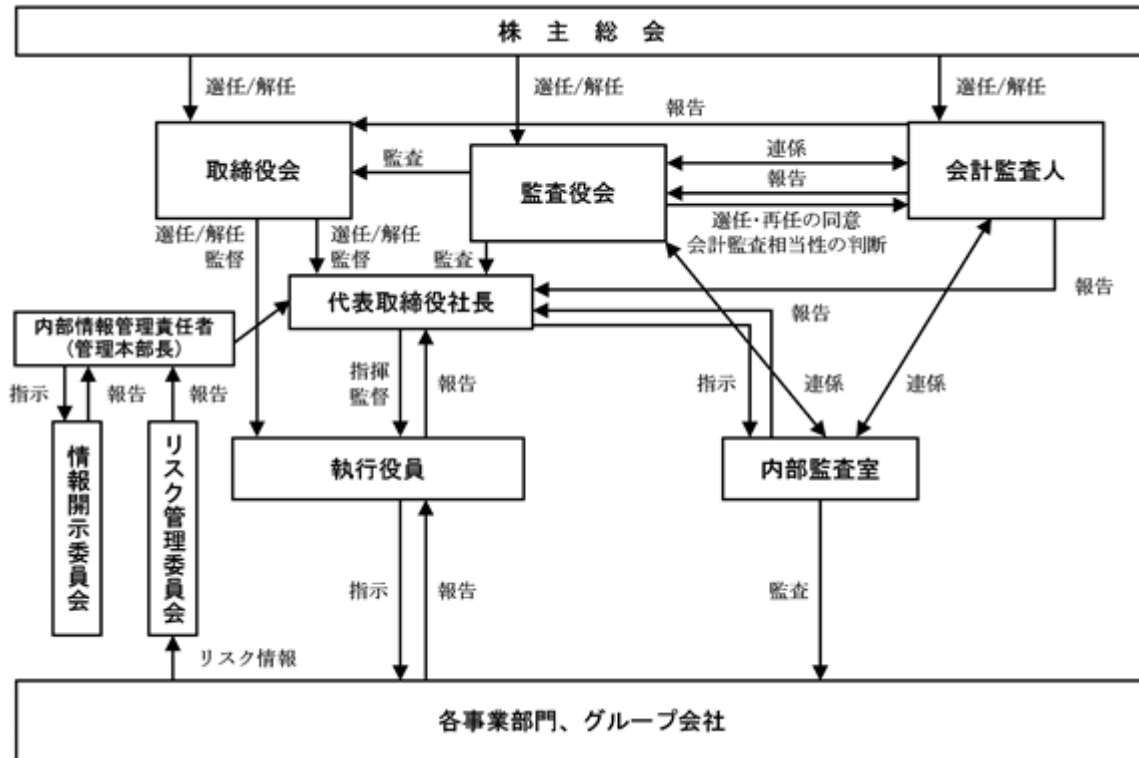 株主総会
選任/解任
選任/解任
選任/解任
報告
取締役会
監査
監査役会
連係
報告
会計監査人
選任・再任の同意
会計監査相当性の判断
選任/解任
監督
選任/解任
監督
監査
代表取締役社長
報告
報告
内部情報管理責任者
(管理本部長)
指示
報告
報告
指揮
監督
報告
指示
連係
連係
情報開示委員会
リスク管理委員会
執行役員
内部監査室
指示
報告
監査
リスク情報
各事業部門、グループ会社